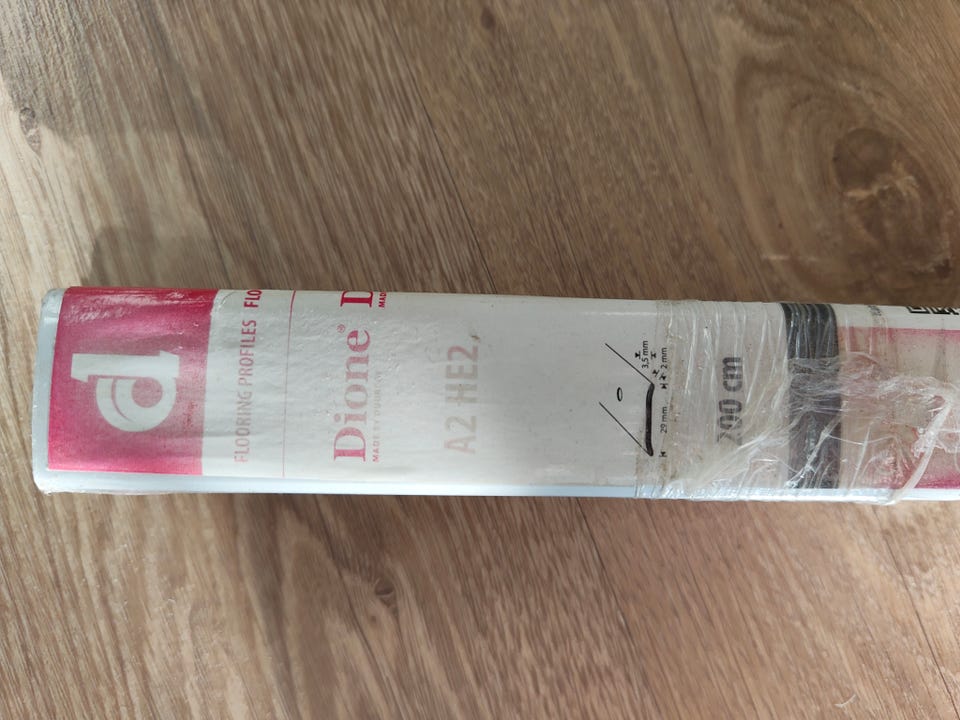 d
FLOORING PROFILES FLO
Dione® D
A2 HE2
3,5 mm
2 mm
29 mm
200 cm